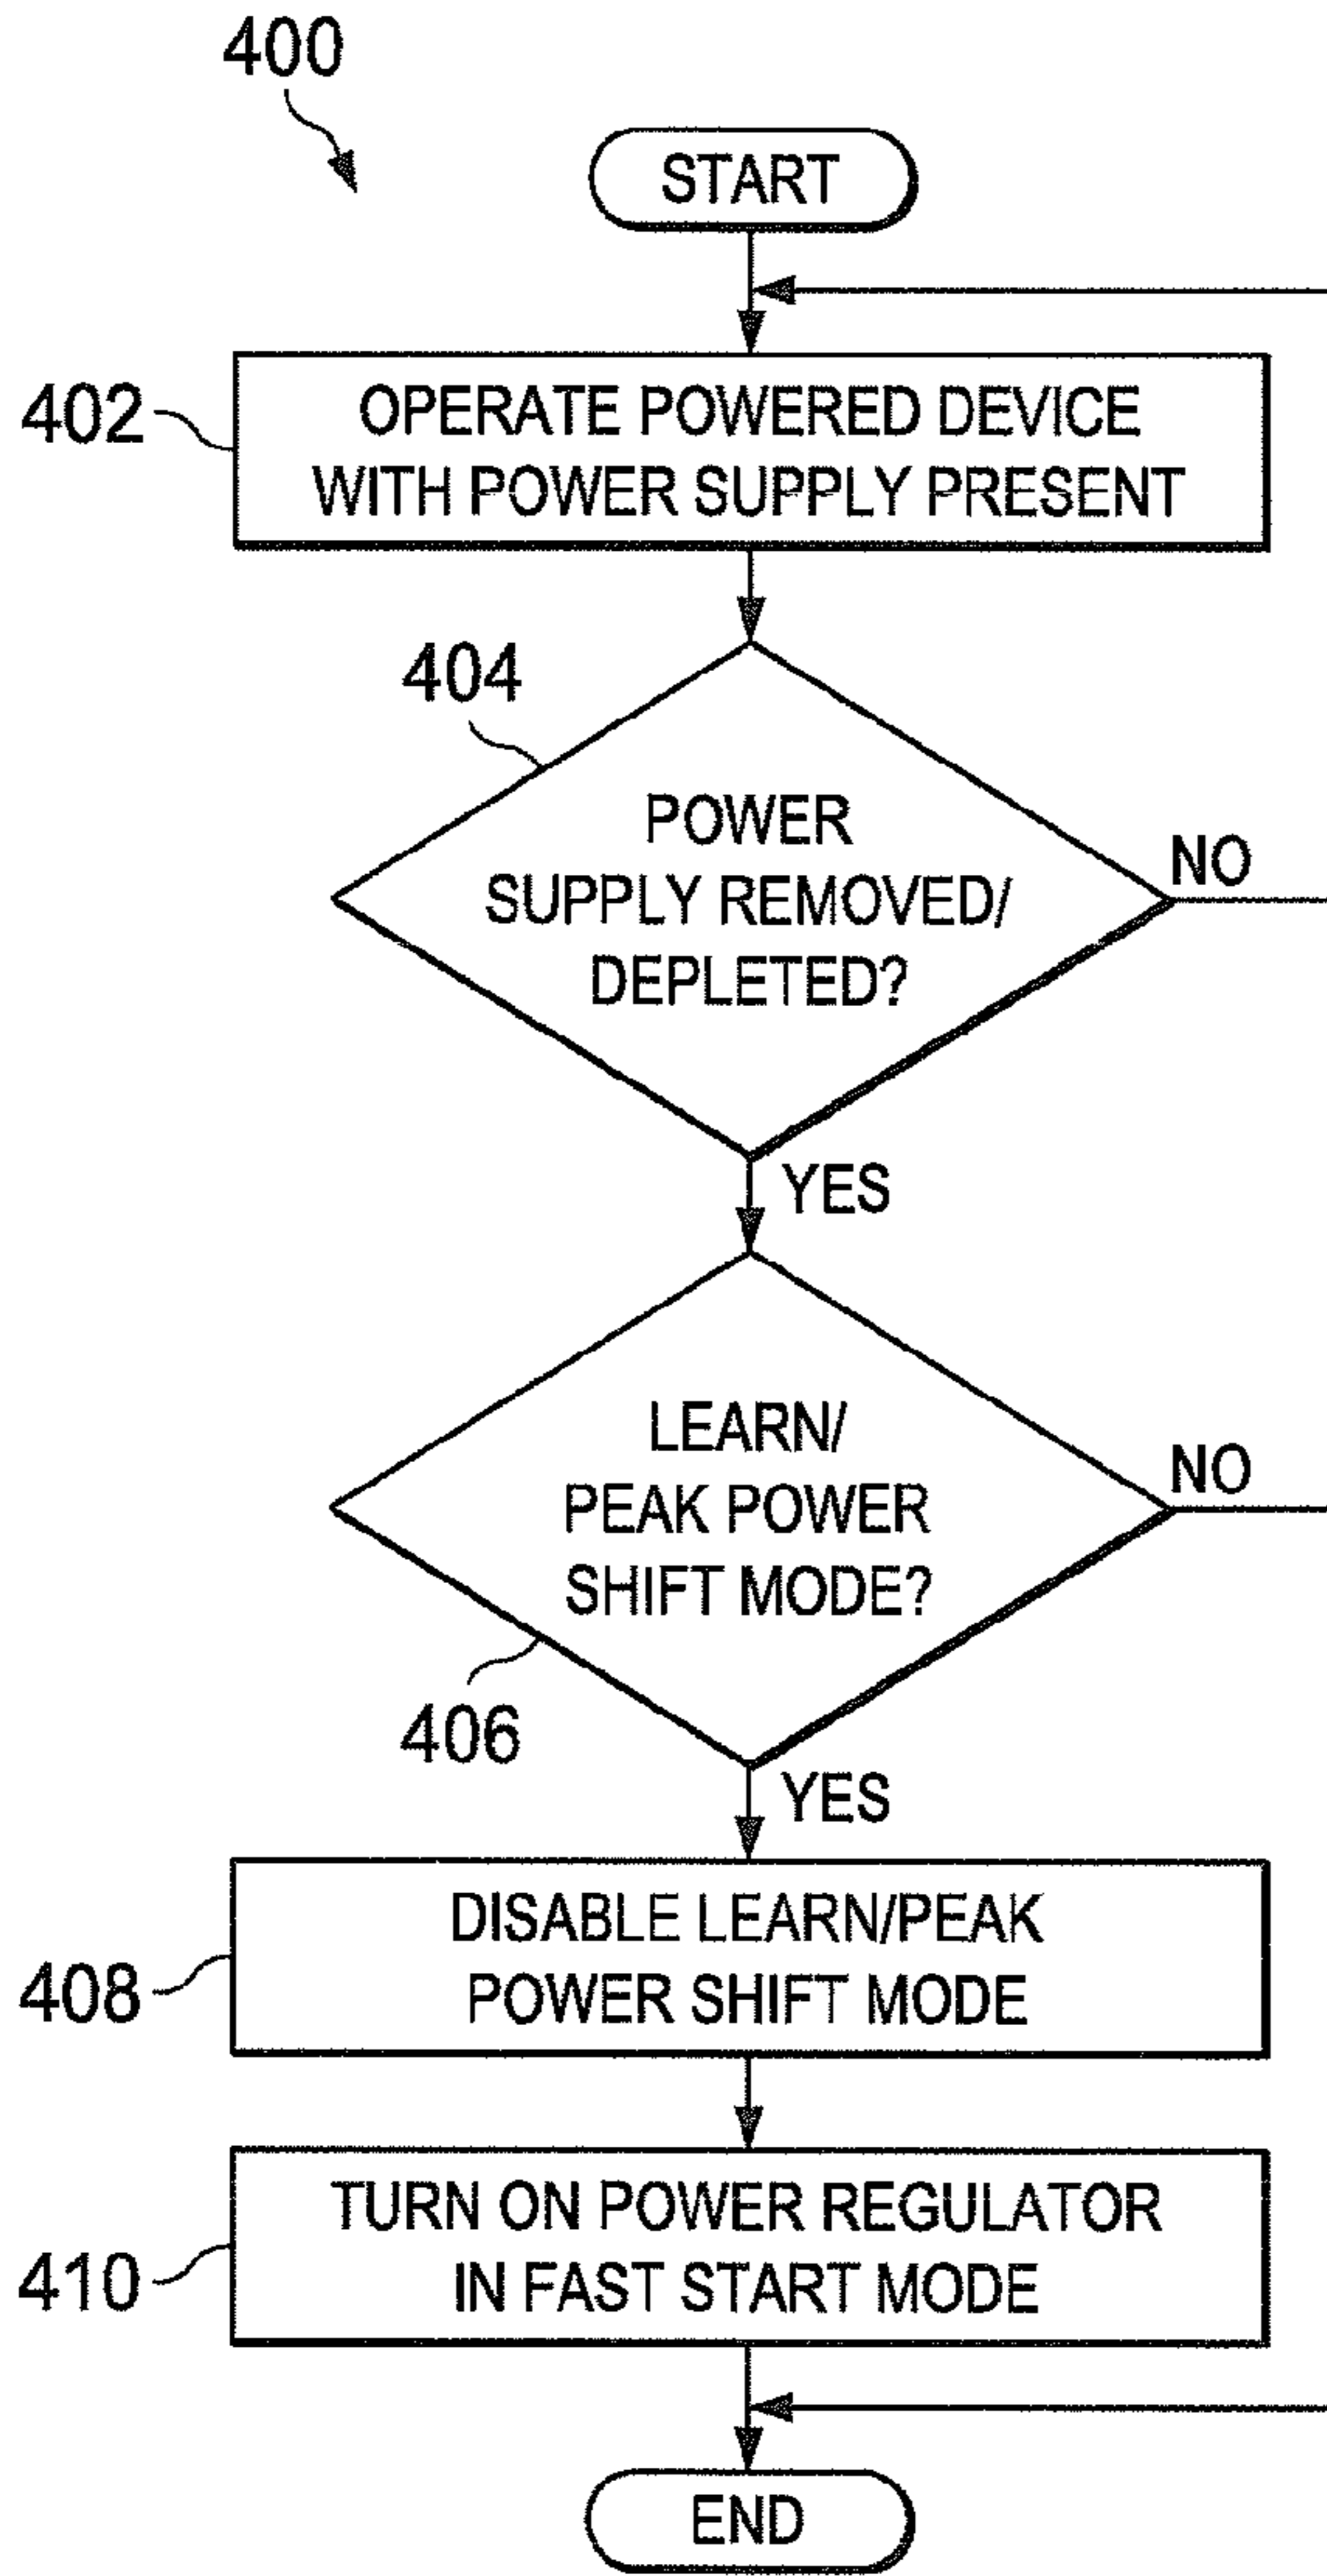 400
START
402
OPERATE POWERED DEVICE
WITH POWER SUPPLY PRESENT
404
POWER
SUPPLY REMOVED/
DEPLETED?
NO
YES
LEARN/
PEAK POWER
SHIFT MODE?
NO
406
YES
DISABLE LEARN/PEAK
POWER SHIFT MODE
408
TURN ON POWER REGULATOR
IN FAST START MODE
410
END